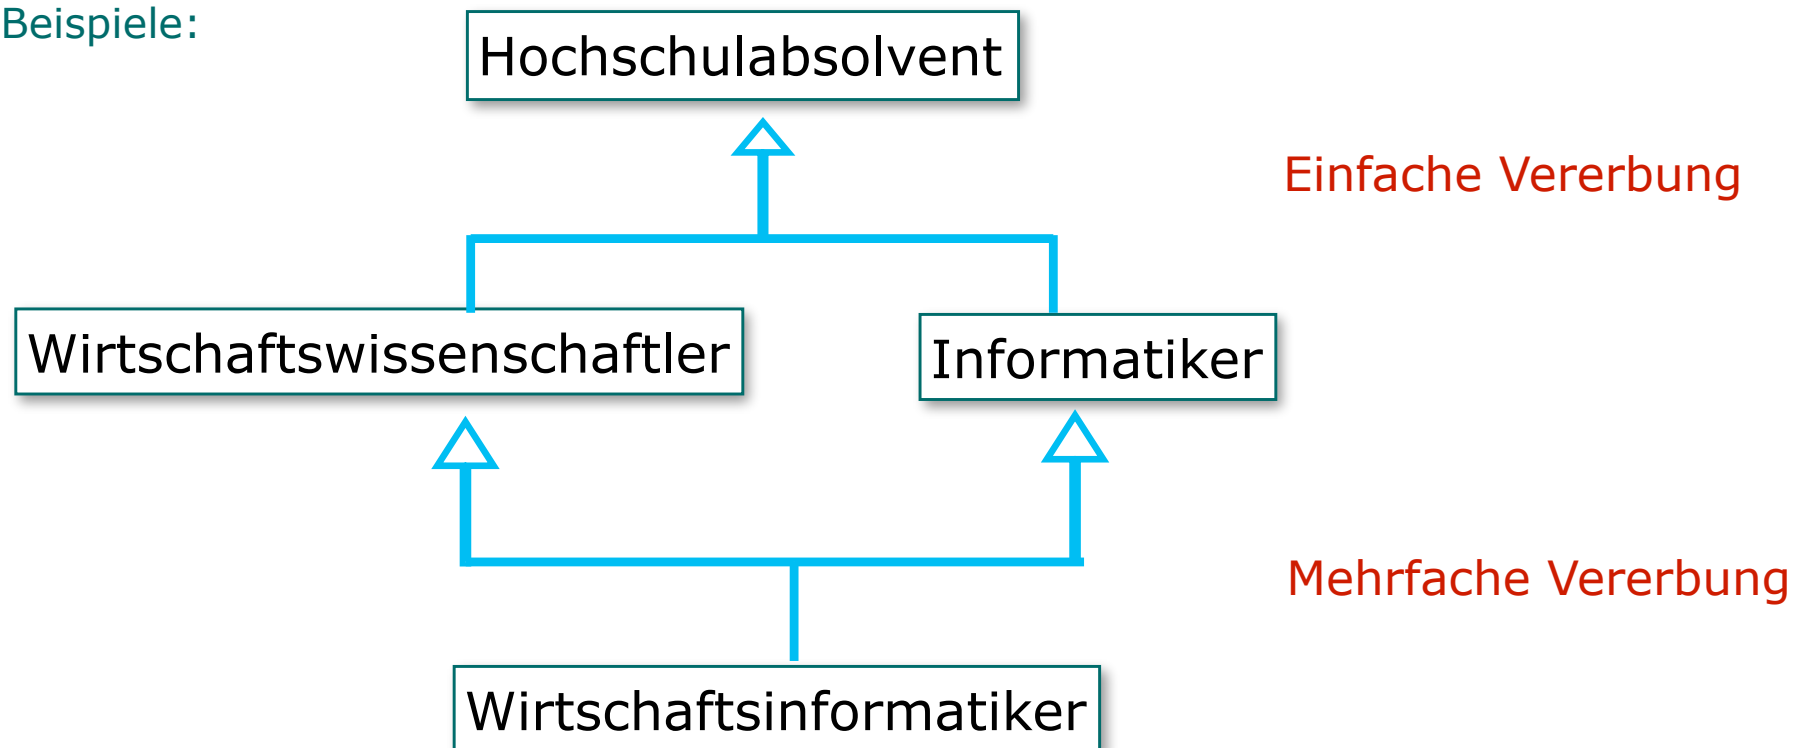 Beispiele:
Hochschulabsolvent
Einfache Vererbung
Wirtschaftswissenschaftler
Informatiker
Mehrfache Vererbung
Wirtschaftsinformatiker